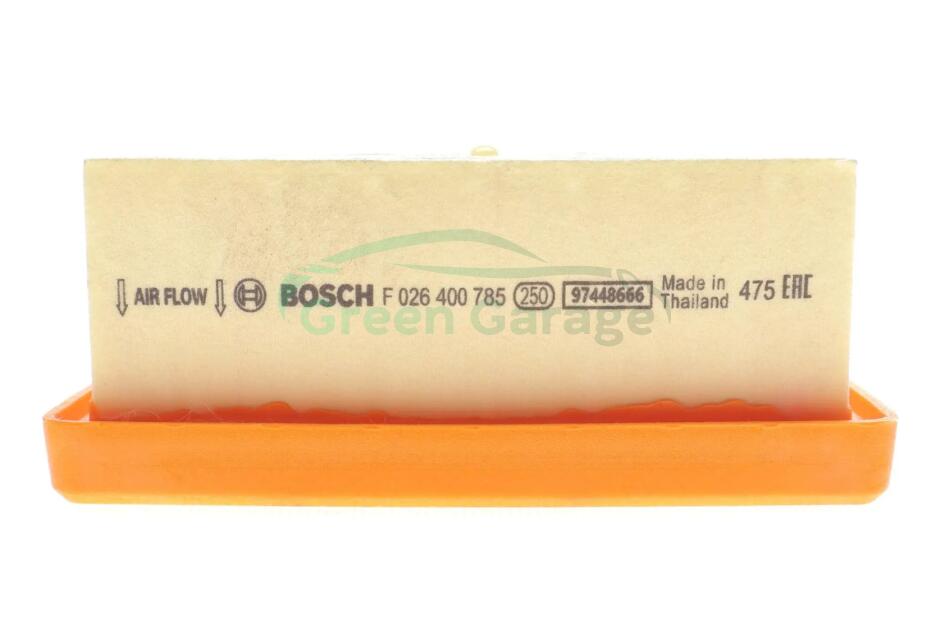 AIR FLOW BOSCH F 026 400 785 250 97448666 Made in Thailand 475 EAC
Green Garage